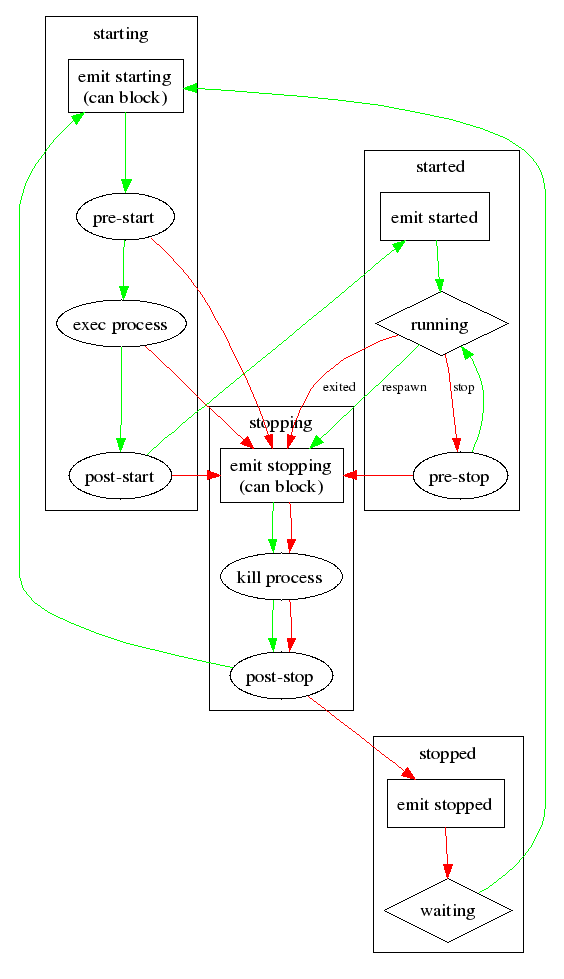 starting
emit starting
(can block)
pre-start
exec process
post-start
started
emit started
running
exited
respawn
stop
pre-stop
stopping
emit stopping
(can block)
kill process
post-stop
stopped
emit stopped
waiting